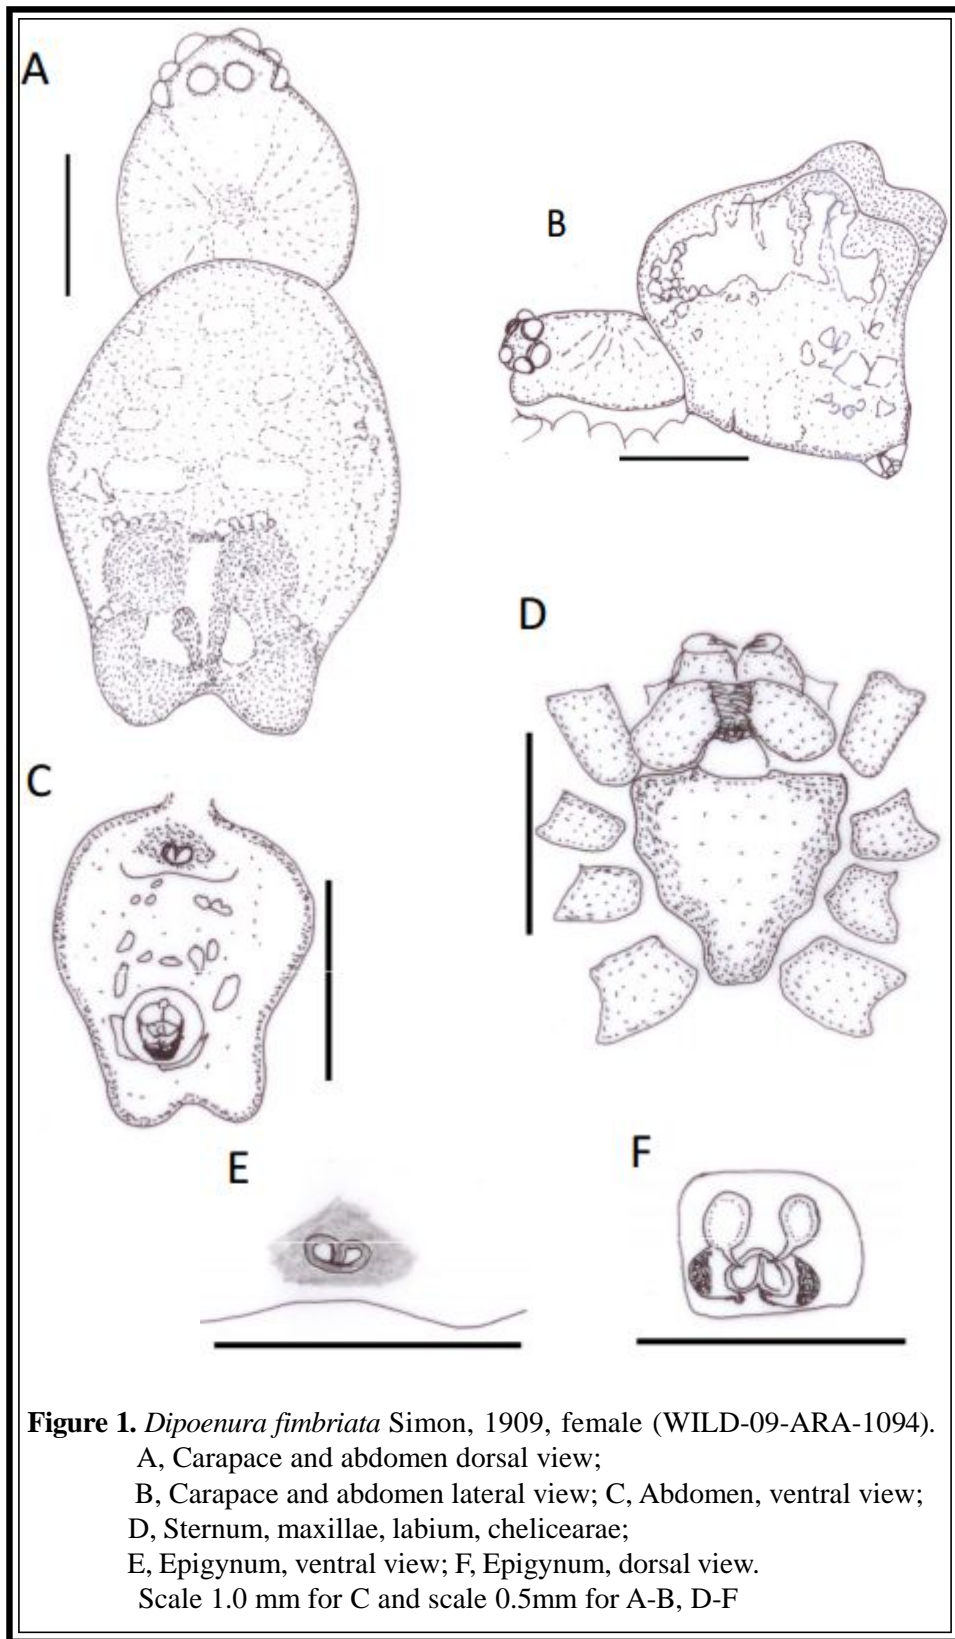 A
B
C
D
E
F
Figure 1. Dipoenura fimbriata Simon, 1909, female (WILD-09-ARA-1094).
A, Carapace and abdomen dorsal view;
B, Carapace and abdomen lateral view; C, Abdomen, ventral view;
D, Sternum, maxillae, labium, chelicearae;
E, Epigynum, ventral view; F, Epigynum, dorsal view.
Scale 1.0 mm for C and scale 0.5mm for A-B, D-F